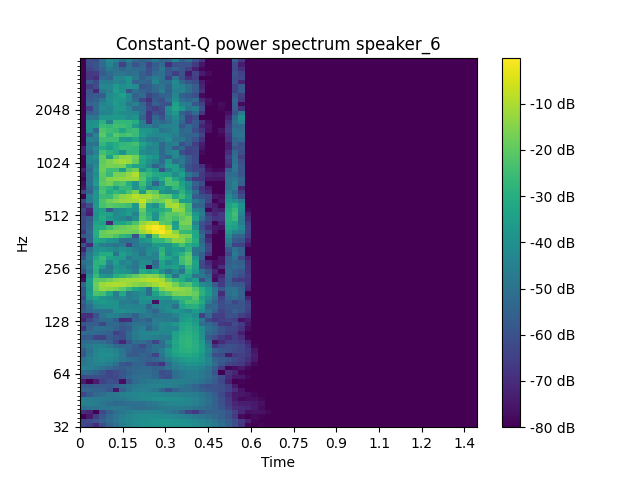 Constant-Q power spectrum speaker_6
Hz
2048
1024
512
256
128
64
32
0 0.15 0.3 0.45 0.6 0.75 0.9 1.1 1.2 1.4
Time
-10 dB
-20 dB
-30 dB
-40 dB
-50 dB
-60 dB
-70 dB
-80 dB